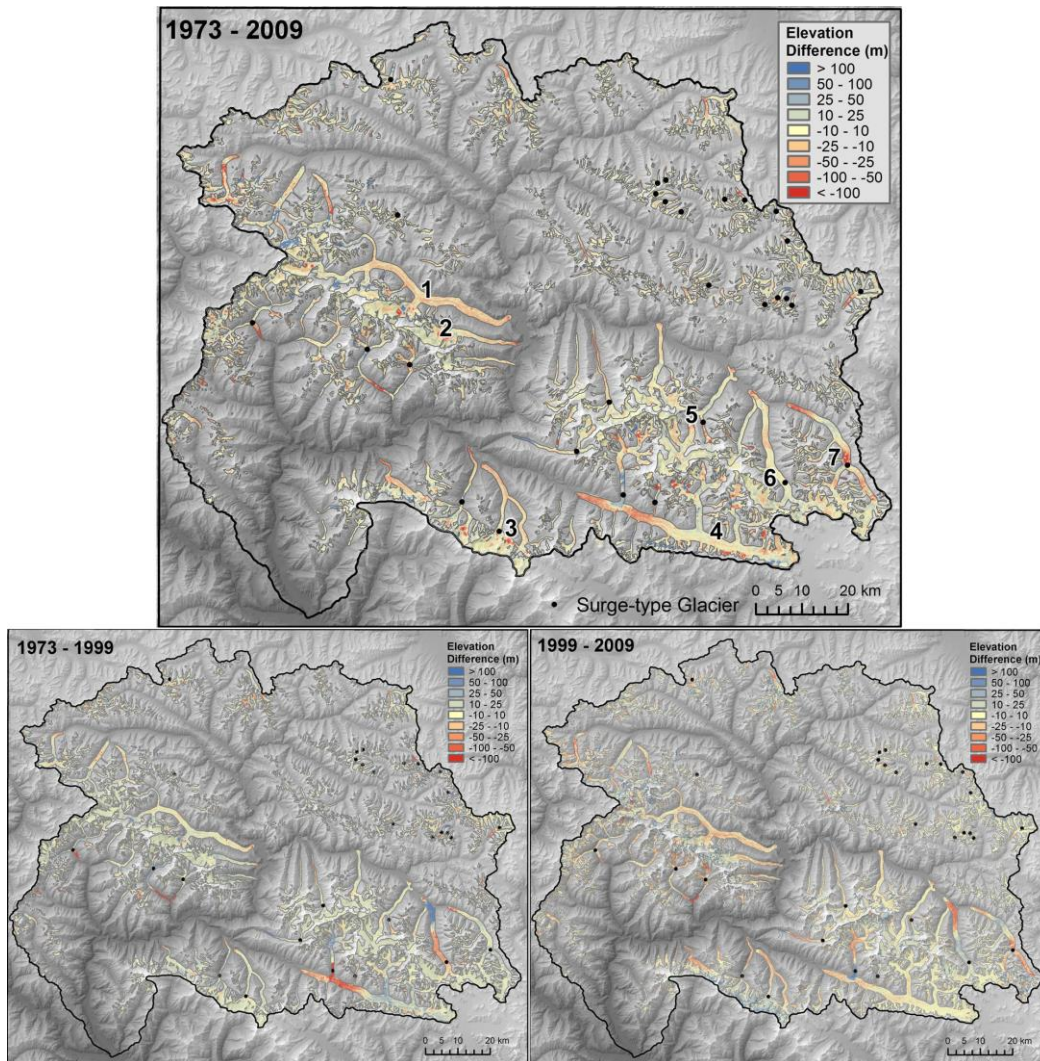 1973 - 2009
Elevation
Difference (m)
> 100
50 - 100
25 - 50
10 - 25
-10 - 10
-25 - -10
-50 - -25
-100 - -50
< -100
1
2
5
7
6
3
4
0 5 10 20 km
Surge-type Glacier
1973 - 1999
Elevation
Difference (m)
> 100
50 - 100
25 - 50
10 - 25
-10 - 10
-25 - -10
-50 - -25
-100 - -50
< -100
0 5 10 20 km
1999 - 2009
Elevation
Difference (m)
> 100
50 - 100
25 - 50
10 - 25
-10 - 10
-25 - -10
-50 - -25
-100 - -50
< -100
0 5 10 20 km